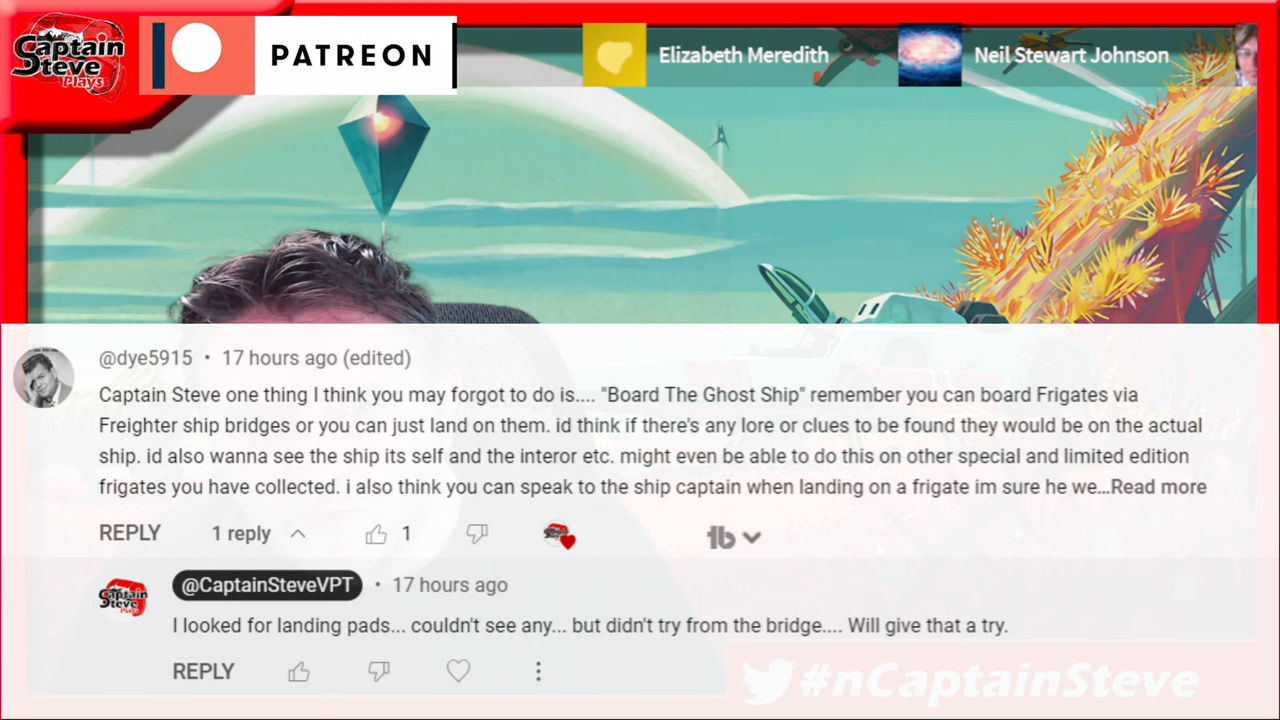 Captain
Steve
Plays
PATREON
Elizabeth Meredith
Neil Stewart Johnson
@dye5915 • 17 hours ago (edited)
Captain Steve one thing I think you may forgot to do is.... "Board The Ghost Ship" remember you can board Frigates via
Freighter ship bridges or you can just land on them. id think if there's any lore or clues to be found they would be on the actual
ship. id also wanna see the ship its self and the interor etc. might even be able to do this on other special and limited edition
frigates you have collected. i also think you can speak to the ship captain when landing on a frigate im sure he we...Read more
REPLY 1 reply 1
tb
Captain
Steve
Plays
@CaptainSteveVPT • 17 hours ago
I looked for landing pads... couldn't see any... but didn't try from the bridge.... Will give that a try.
REPLY
#nCaptainSteve